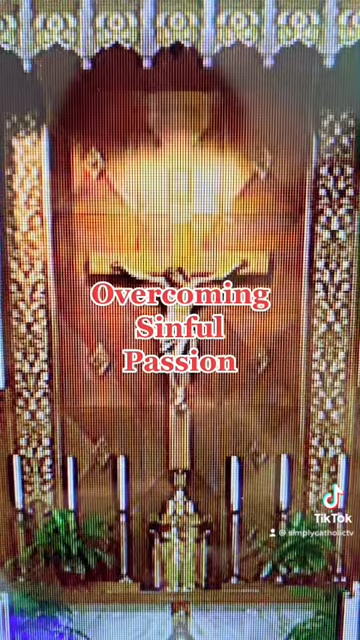 Overcoming
Sinful
Passion
TikTok
@simplycatholictv